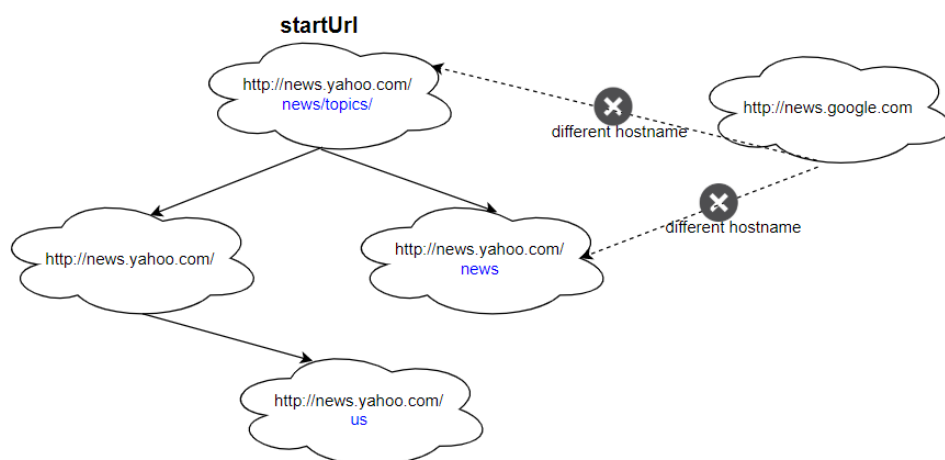 startUrl
http://news.yahoo.com/
news/topics/
http://news.google.com
different hostname
different hostname
http://news.yahoo.com/
http://news.yahoo.com/
news
http://news.yahoo.com/
us